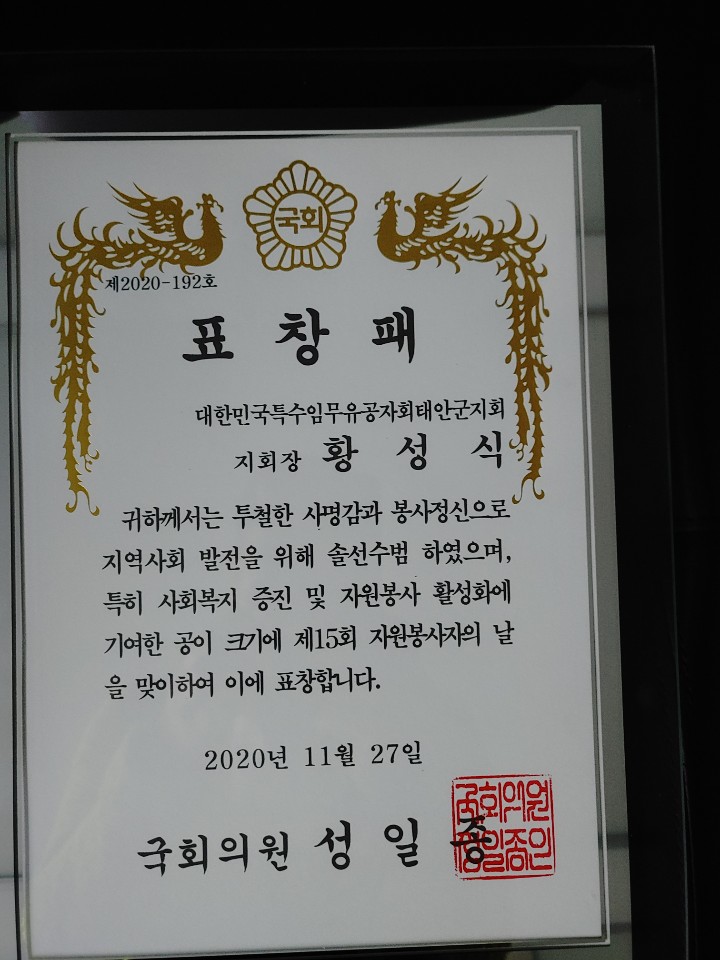 국회
제2020-192호
표 창 패
대한민국특수임무유공자회태안군지회
지회장 황 성 식
귀하께서는 투철한 사명감과 봉사정신으로
지역사회 발전을 위해 솔선수범 하였으며,
특히 사회복지 증진 및 자원봉사 활성화에
기여한 공이 크기에 제15회 자원봉사자의 날
을 맞이하여 이에 표창합니다.
2020년 11월 27일
국회의원 성 일 종
국회의원
성일종인